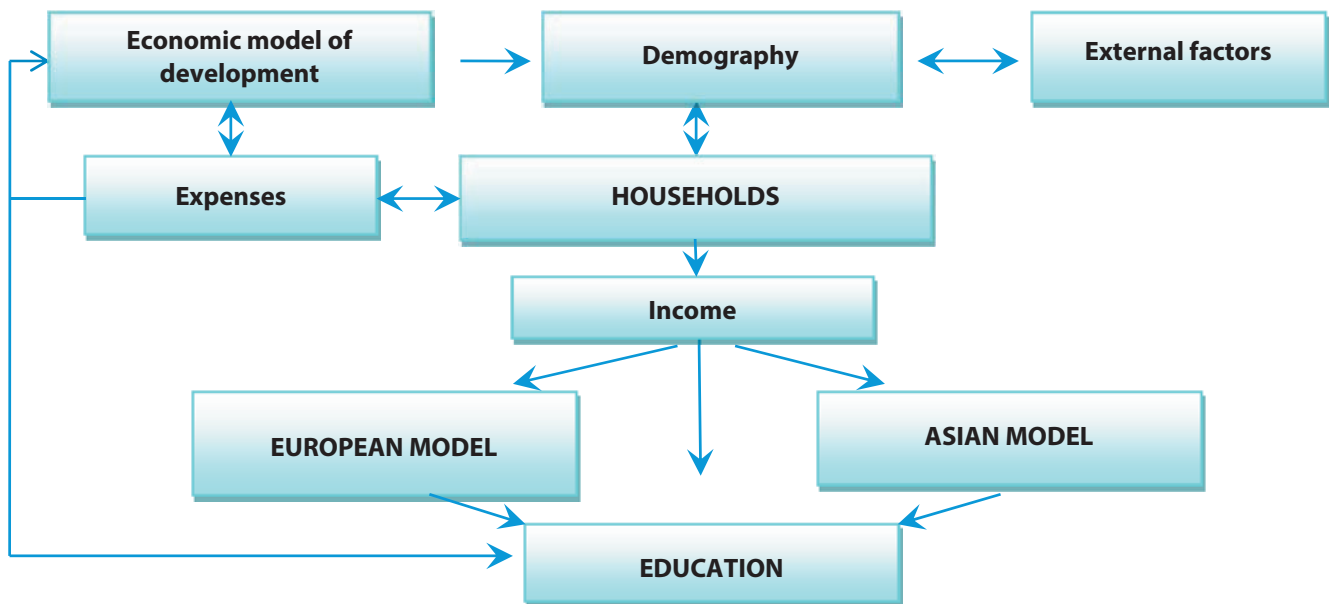 Economic model of
development
Demography
External factors
Expenses
HOUSEHOLDS
Income
EUROPEAN MODEL
ASIAN MODEL
EDUCATION